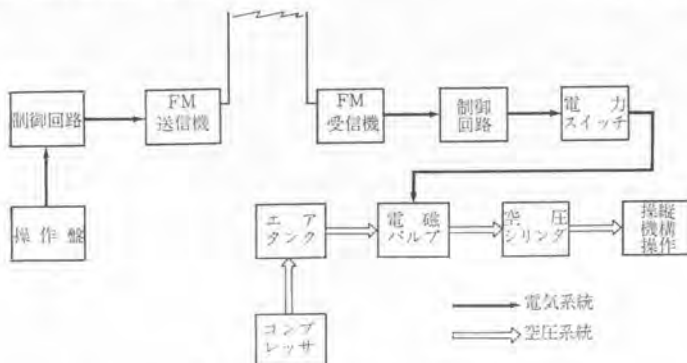 制御回路
FM
送信機
FM
受信機
制御
回路
電力
スイッチ
操作盤
エア
タンク
電磁
バルブ
空圧
シリンダ
操縦
機構
操作
コンプ
レッサ
電気系統
空圧系統